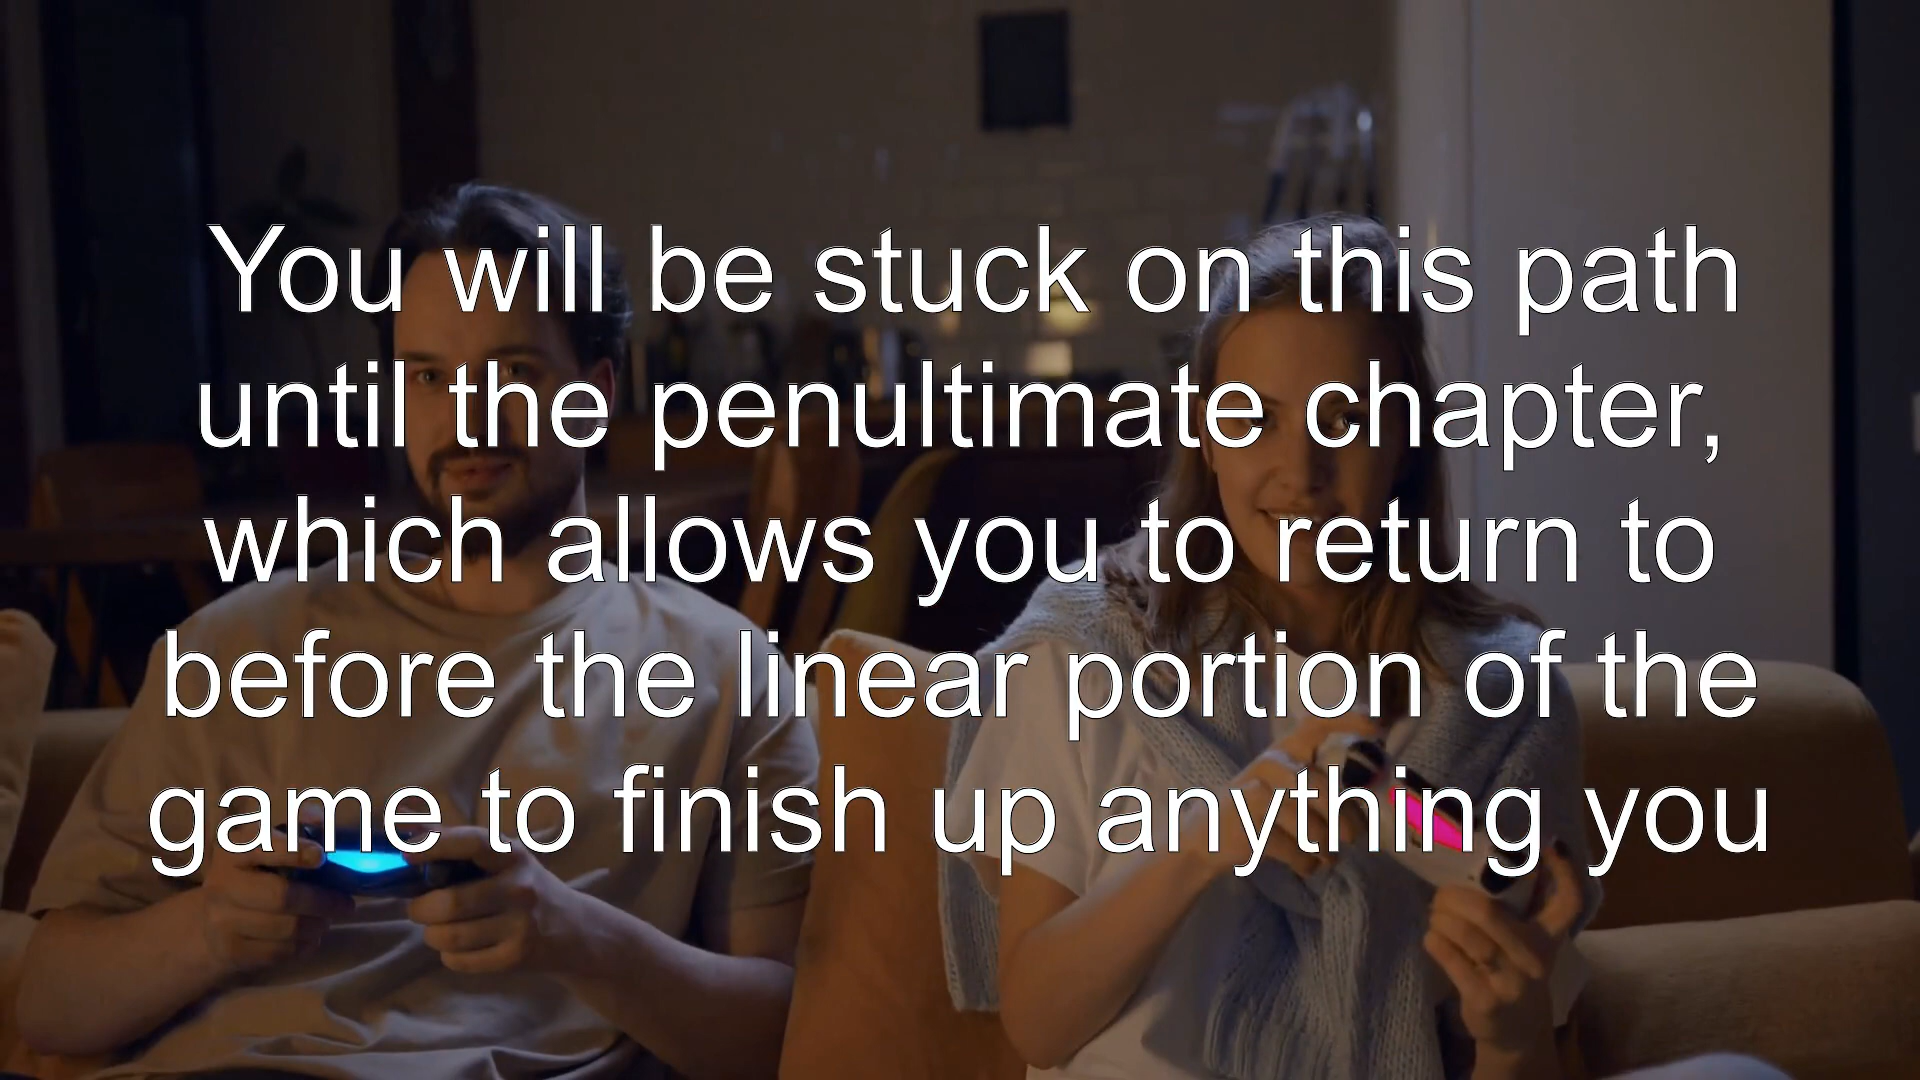 You will be stuck on this path
until the penultimate chapter,
which allows you to return to
before the linear portion of the
game to finish up anything you